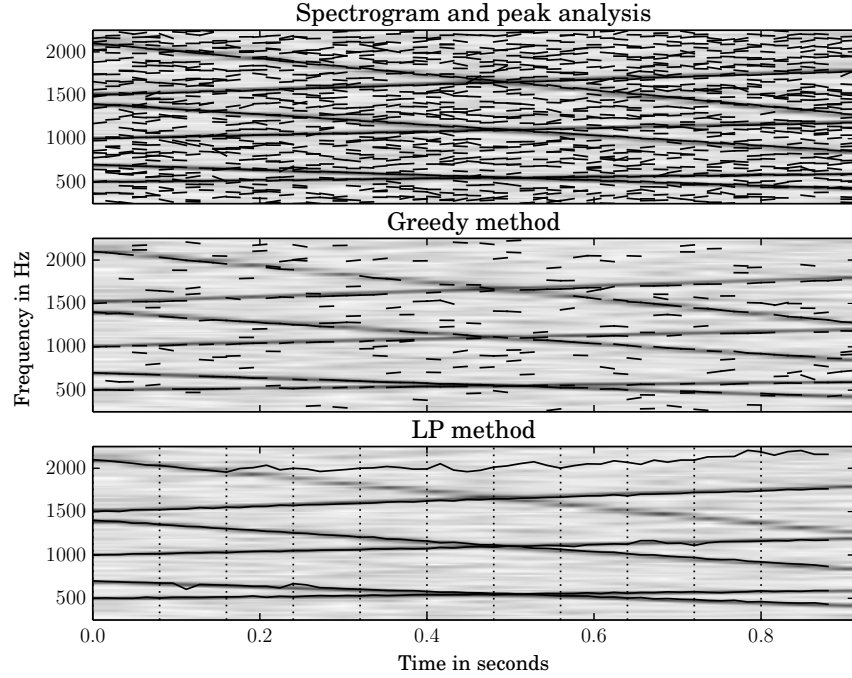 Spectrogram and peak analysis
2000
1500
1000
500
Greedy method
2000
1500
1000
500
Frequency in Hz
LP method
2000
1500
1000
500
0.0 0.2 0.4 0.6 0.8
Time in seconds